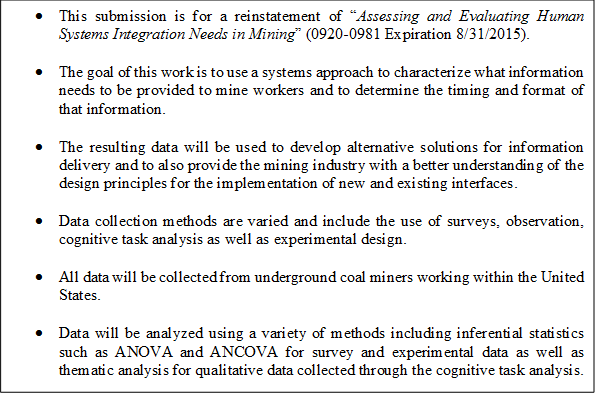 • This submission is for a reinstatement of “Assessing and Evaluating Human
Systems Integration Needs in Mining” (0920-0981 Expiration 8/31/2015).
• The goal of this work is to use a systems approach to characterize what information
needs to be provided to mine workers and to determine the timing and format of
that information.
• The resulting data will be used to develop alternative solutions for information
delivery and to also provide the mining industry with a better understanding of the
design principles for the implementation of new and existing interfaces.
• Data collection methods are varied and include the use of surveys, observation,
cognitive task analysis as well as experimental design.
• All data will be collected from underground coal miners working within the United
States.
• Data will be analyzed using a variety of methods including inferential statistics
such as ANOVA and ANCOVA for survey and experimental data as well as
thematic analysis for qualitative data collected through the cognitive task analysis.